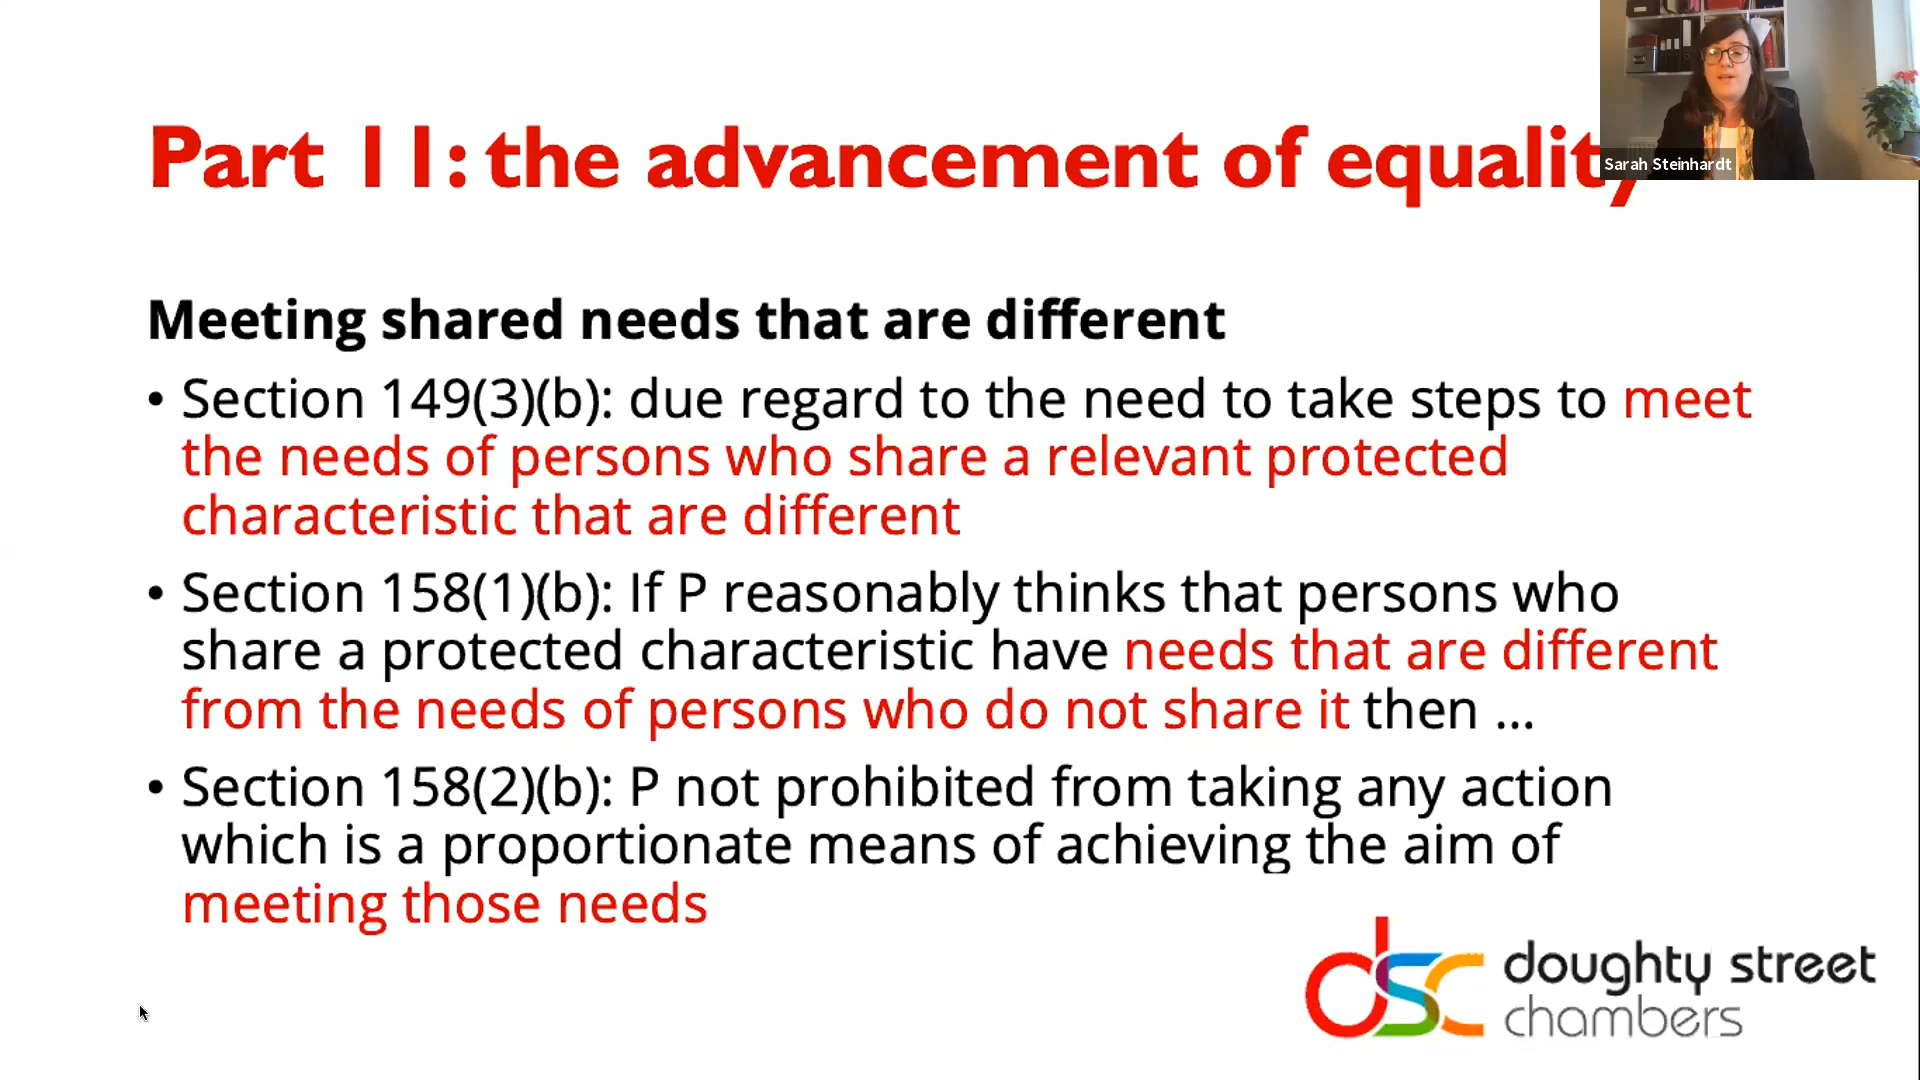 Part 11: the advancement of equality
Sarah Steinhardt
Meeting shared needs that are different
• Section 149(3)(b): due regard to the need to take steps to meet
the needs of persons who share a relevant protected
characteristic that are different
• Section 158(1)(b): If P reasonably thinks that persons who
share a protected characteristic have needs that are different
from the needs of persons who do not share it then ...
• Section 158(2)(b): P not prohibited from taking any action
which is a proportionate means of achieving the aim of
meeting those needs
dsc doughty street
chambers